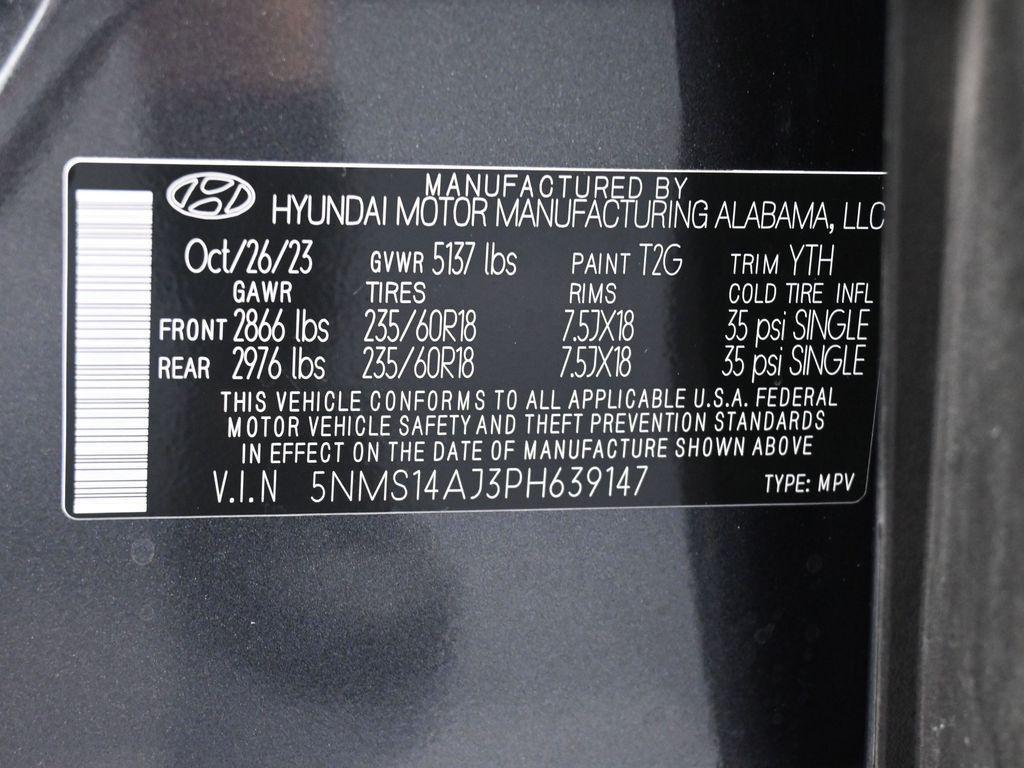 MANUFACTURED BY
HYUNDAI MOTOR MANUFACTURING ALABAMA, LLC
Oct/26/23 GVWR 5137 lbs PAINT T2G TRIM YTH
GAWR TIRES RIMS COLD TIRE INFL
FRONT 2866 lbs 235/60R18 7.5JX18 35 psi SINGLE
REAR 2976 lbs 235/60R18 7.5JX18 35 psi SINGLE
THIS VEHICLE CONFORMS TO ALL APPLICABLE U.S.A. FEDERAL
MOTOR VEHICLE SAFETY AND THEFT PREVENTION STANDARDS
IN EFFECT ON THE DATE OF MANUFACTURE SHOWN ABOVE
V.I.N 5NMS14AJ3PH639147 TYPE: MPV